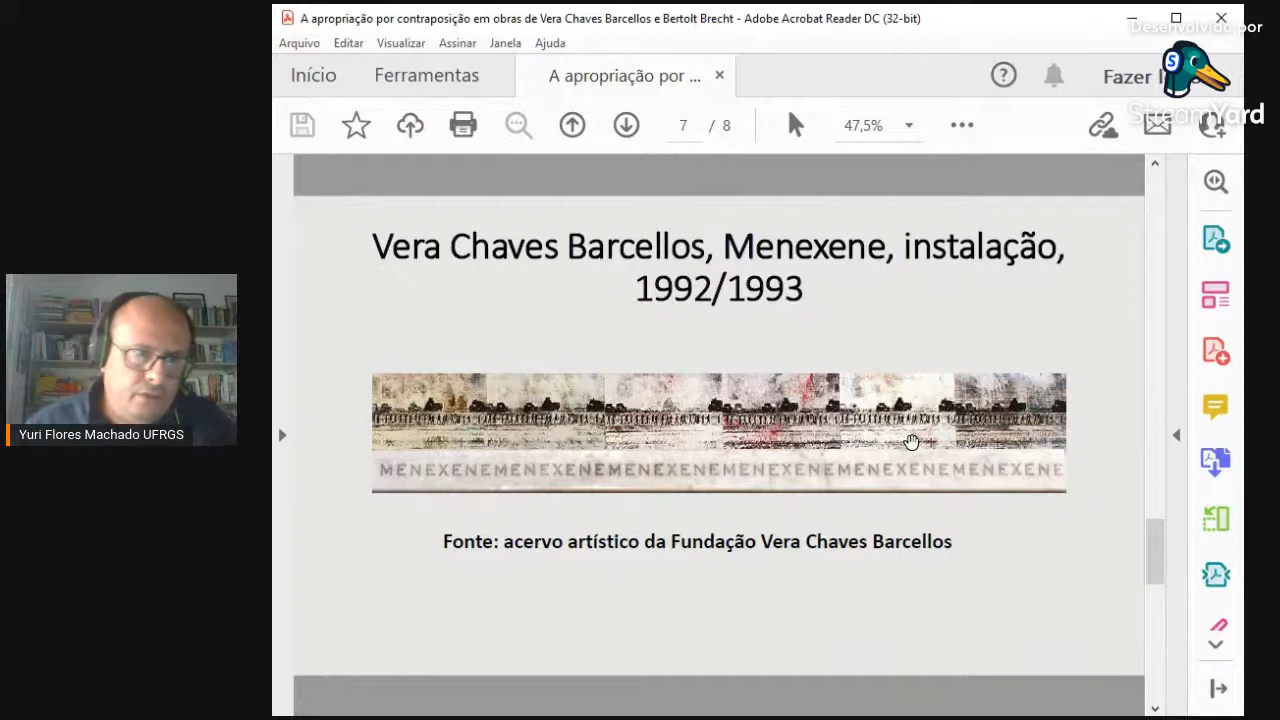 A apropriação por contraposição em obras de Vera Chaves Barcellos e Bertolt Brecht - Adobe Acrobat Reader DC (32-bit)
Desenvolvido por
Arquivo Editar Visualizar Assinar Janela Ajuda
Início Ferramentas A apropriação por ... × Fazer
StreamYard
7 / 8 47,5%
Vera Chaves Barcellos, Menexene, instalação,
1992/1993
MENEXENEMENEXENEMENEXENEMENEXENEMENEXENEMENEXENE
Fonte: acervo artístico da Fundação Vera Chaves Barcellos
Yuri Flores Machado UFRGS